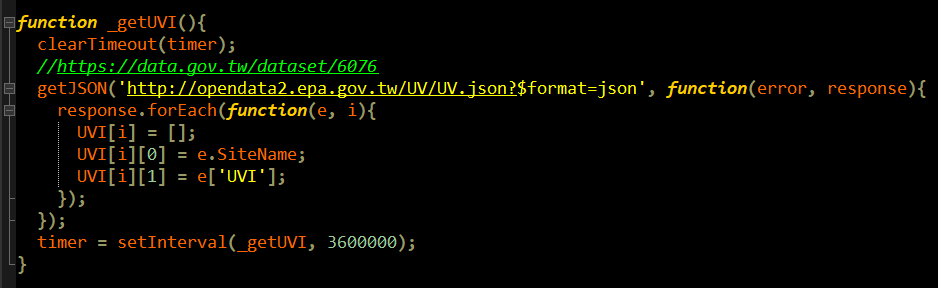 function _getUVI(){
  clearTimeout(timer);
  //https://data.gov.tw/dataset/6076
  getJSON('http://opendata2.epa.gov.tw/UV/UV.json?$format=json', function(error, response){
    response.forEach(function(e, i){
      UVI[i] = [];
      UVI[i][0] = e.SiteName;
      UVI[i][1] = e['UVI'];
    });
  });
  timer = setInterval(_getUVI, 3600000);
}